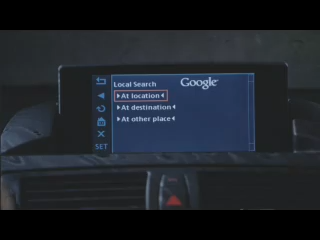 Local Search
Google
At location
At destination
At other place
SET